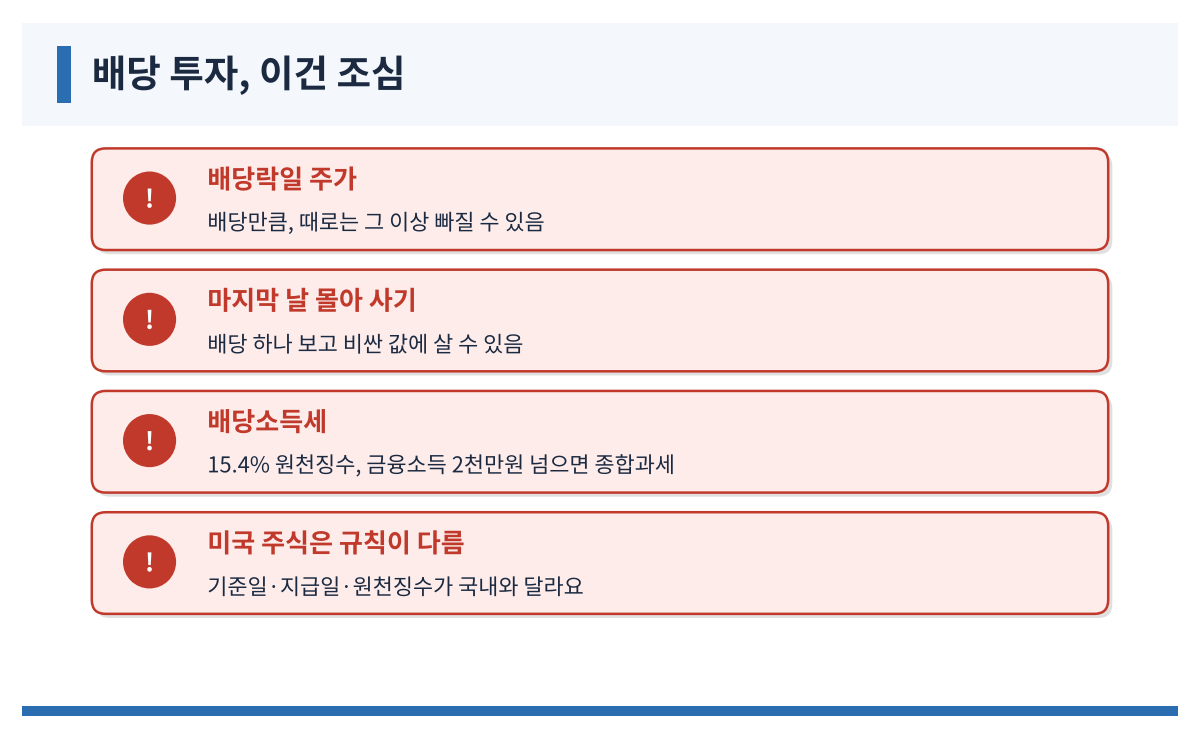 배당 투자, 이건 조심
!
배당락일 주가
배당만큼, 때로는 그 이상 빠질 수 있음
!
마지막 날 몰아 사기
배당 하나 보고 비싼 값에 살 수 있음
!
배당소득세
15.4% 원천징수, 금융소득 2천만원 넘으면 종합과세
!
미국 주식은 규칙이 다름
기준일·지급일·원천징수가 국내와 달라요